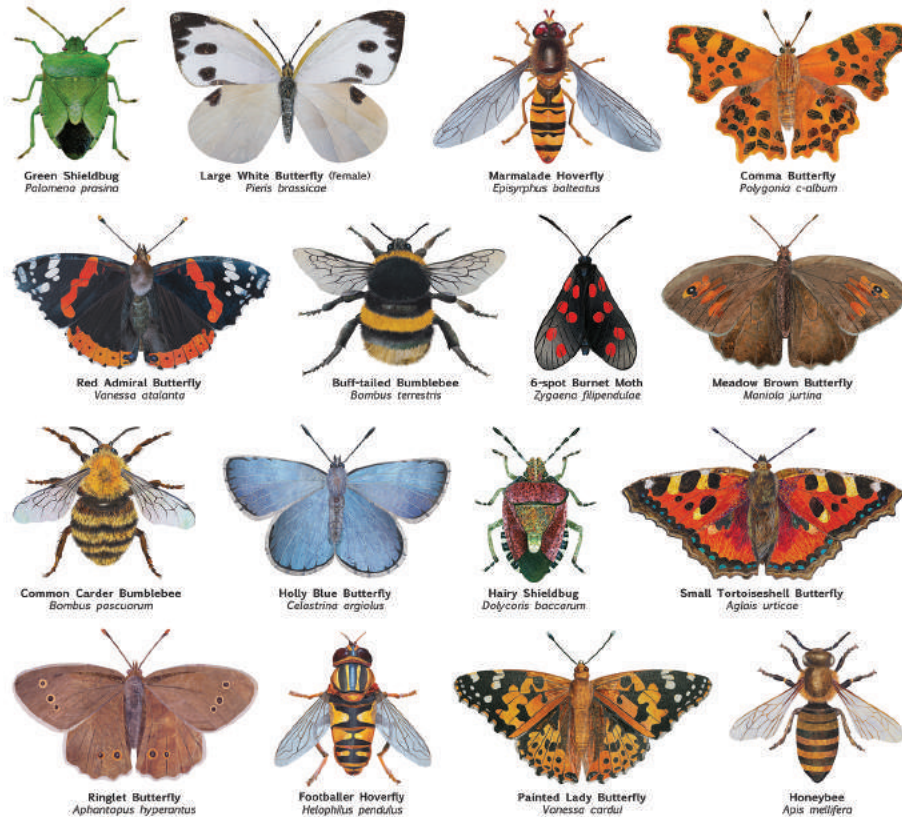 Green Shieldbug
Palomena prasina
Large White Butterfly (female)
Pieris brassicae
Marmalade Hoverfly
Episyrphus balteatus
Comma Butterfly
Polygonia c-album
Red Admiral Butterfly
Vanessa atalanta
Buff-tailed Bumblebee
Bombus terrestris
6-spot Burnet Moth
Zygaena filipendulae
Meadow Brown Butterfly
Maniola jurtina
Common Carder Bumblebee
Bombus pascuorum
Holly Blue Butterfly
Celastrina argiolus
Hairy Shieldbug
Dolycoris baccarum
Small Tortoiseshell Butterfly
Aglais urticae
Ringlet Butterfly
Aphantopus hyperantus
Footballer Hoverfly
Helophilus pendulus
Painted Lady Butterfly
Vanessa cardui
Honeybee
Apis mellifera